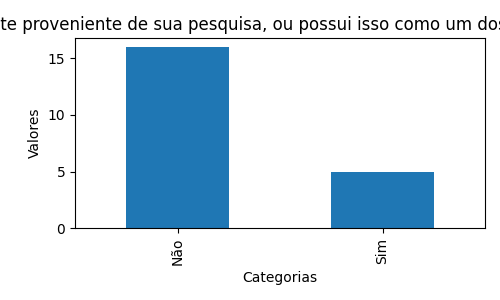 te proveniente de sua pesquisa, ou possui isso como um dos
15
10
5
0
Valores
Não
Sim
Categorias